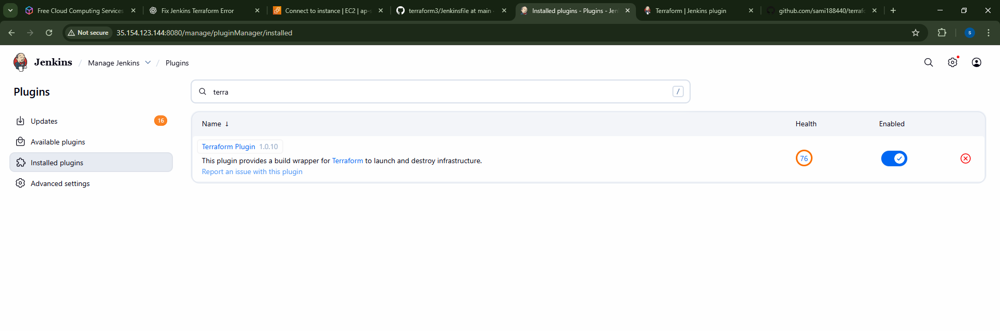 Free Cloud Computing Services
Fix Jenkins Terraform Error
Connect to instance | EC2 | ap-s
terraform3/Jenkinsfile at main ·
Installed plugins - Plugins - Jen
Terraform | Jenkins plugin
github.com/sami188440/terrafo
Not secure
35.154.123.144:8080/manage/pluginManager/installed
S
Jenkins / Manage Jenkins / Plugins
Plugins
terra
/
Updates
16
Available plugins
Installed plugins
Advanced settings
Name ↓
Health
Enabled
Terraform Plugin 1.0.10
This plugin provides a build wrapper for Terraform to launch and destroy infrastructure.
Report an issue with this plugin
76